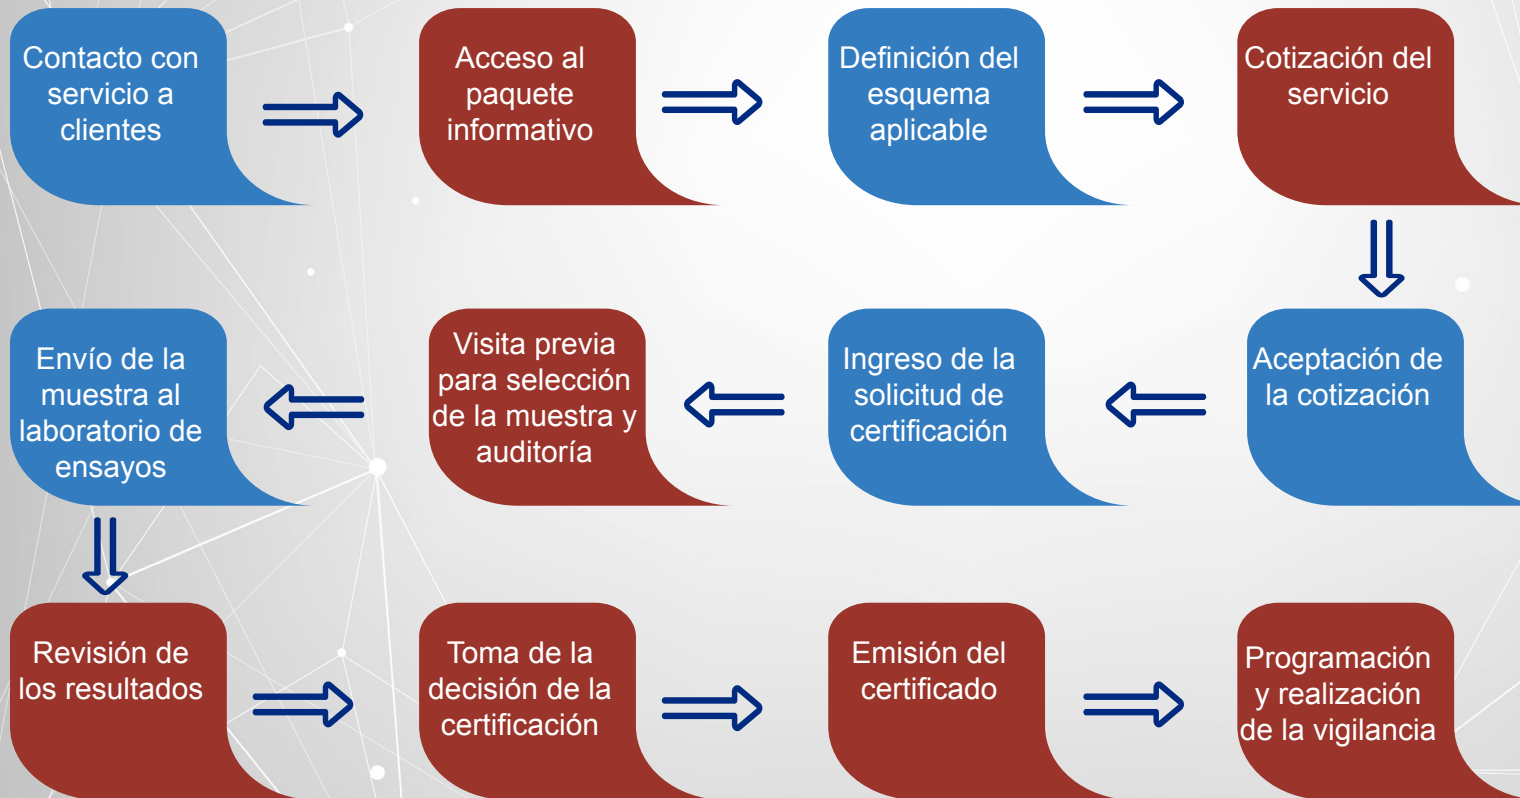 Contacto con
servicio a
clientes
Acceso al
paquete
informativo
Definición del
esquema
aplicable
Cotización del
servicio
Aceptación de
la cotización
Ingreso de la
solicitud de
certificación
Visita previa
para selección
de la muestra y
auditoría
Envío de la
muestra al
laboratorio de
ensayos
Revisión de
los resultados
Toma de la
decisión de la
certificación
Emisión del
certificado
Programación
y realización
de la vigilancia